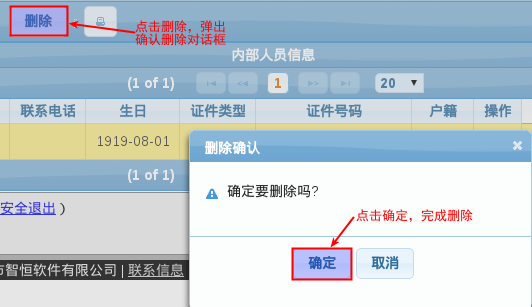 删除
点击删除，弹出
确认删除对话框
内部人员信息
(1 of 1) 1 20
联系电话 生日 证件类型 证件号码 户籍 操作
1919-08-01
(1 of 1)
删除确认
确定要删除吗?
安全退出 )
点击确定，完成删除
确定 取消
市智恒软件有限公司 | 联系信息